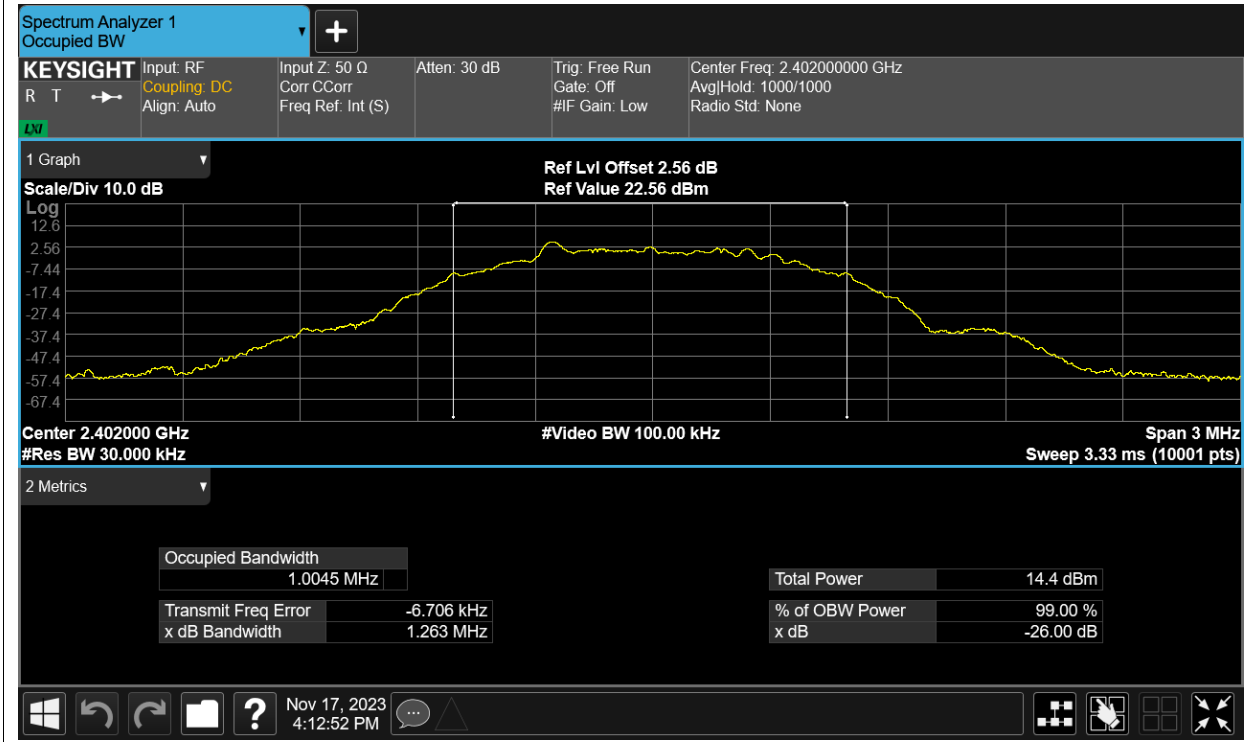 Spectrum Analyzer 1
Occupied BW
KEYSIGHT
R T
LXI
Input: RF
Coupling: DC
Align: Auto
Input Z: 50 Ω
Corr CCorr
Freq Ref: Int (S)
Atten: 30 dB
Trig: Free Run
Gate: Off
#IF Gain: Low
Center Freq: 2.402000000 GHz
Avg|Hold: 1000/1000
Radio Std: None
1 Graph
Scale/Div 10.0 dB
Ref Lvl Offset 2.56 dB
Ref Value 22.56 dBm
Log
12.6
2.56
-7.44
-17.4
-27.4
-37.4
-47.4
-57.4
-67.4
Center 2.402000 GHz
#Video BW 100.00 kHz
Span 3 MHz
#Res BW 30.000 kHz
Sweep 3.33 ms (10001 pts)
2 Metrics
Occupied Bandwidth
1.0045 MHz
Total Power 14.4 dBm
Transmit Freq Error -6.706 kHz
% of OBW Power 99.00 %
x dB Bandwidth 1.263 MHz
x dB -26.00 dB
?
Nov 17, 2023
4:12:52 PM